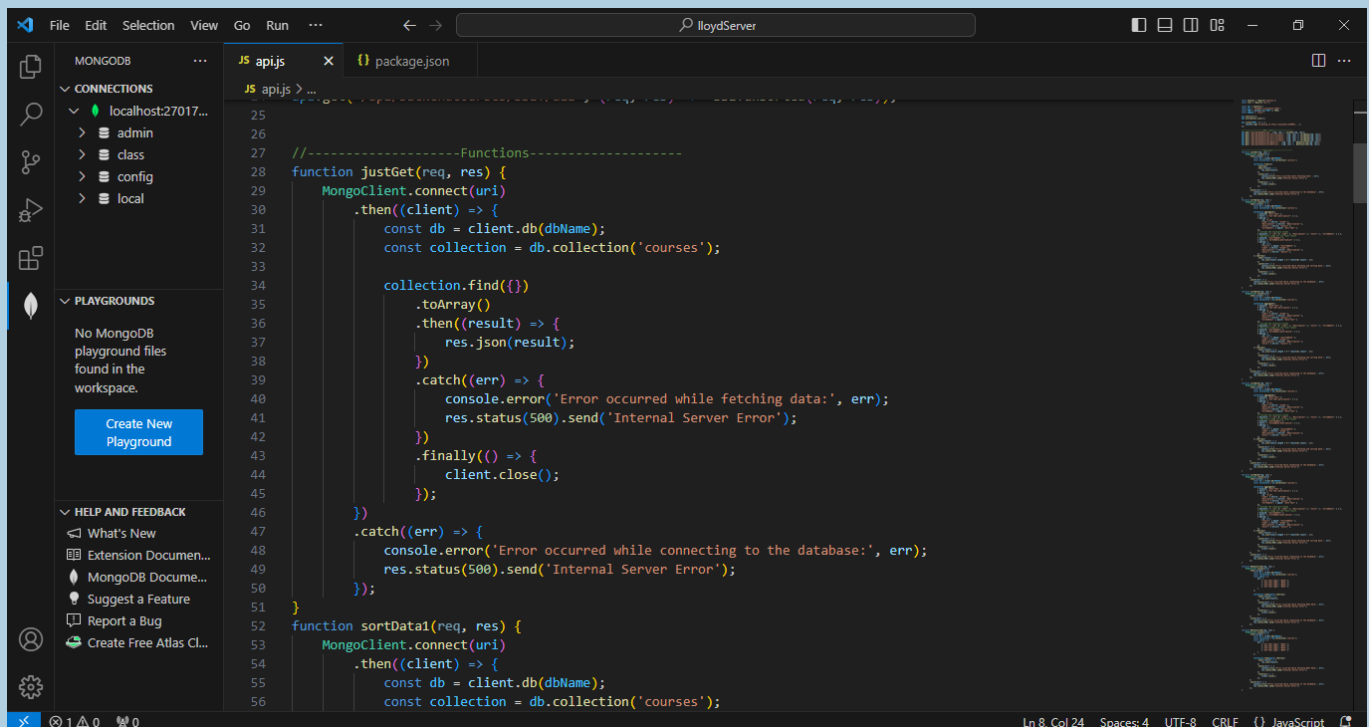 File Edit Selection View Go Run ... lloydServer
MONGODB ...
CONNECTIONS
localhost:27017...
admin
class
config
local
PLAYGROUNDS
No MongoDB
playground files
found in the
workspace.
Create New
Playground
HELP AND FEEDBACK
What's New
Extension Documen...
MongoDB Docume...
Suggest a Feature
Report a Bug
Create Free Atlas Cl...
JS api.js {} package.json ...
JS api.js > ...
25
26
27 //--------------------Functions--------------------
28 function justGet(req, res) {
29     MongoClient.connect(uri)
30         .then((client) => {
31             const db = client.db(dbName);
32             const collection = db.collection('courses');
33
34             collection.find({})
35                 .toArray()
36                 .then((result) => {
37                     res.json(result);
38                 })
39                 .catch((err) => {
40                     console.error('Error occurred while fetching data:', err);
41                     res.status(500).send('Internal Server Error');
42                 })
43                 .finally(() => {
44                     client.close();
45                 });
46         })
47         .catch((err) => {
48             console.error('Error occurred while connecting to the database:', err);
49             res.status(500).send('Internal Server Error');
50         });
51 }
52 function sortData1(req, res) {
53     MongoClient.connect(uri)
54         .then((client) => {
55             const db = client.db(dbName);
56             const collection = db.collection('courses');
1 0 0 Ln 8, Col 24 Spaces: 4 UTF-8 CRLF {} JavaScript